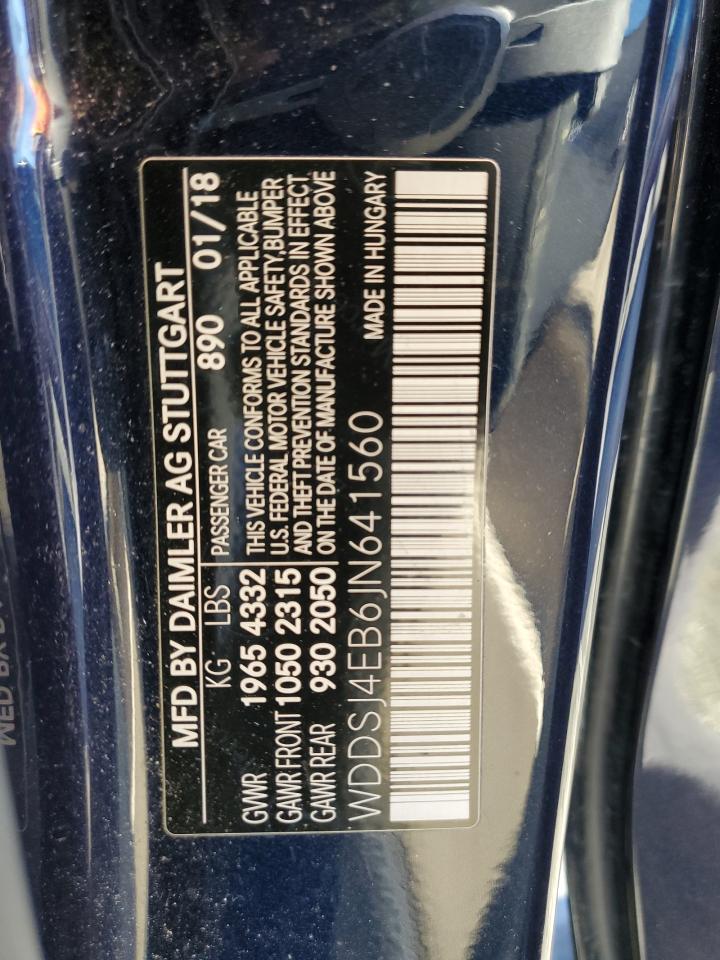 MFD BY DAIMLER AG STUTTGART
KG LBS PASSENGER CAR 890 01/18
GVWR 1965 4332 THIS VEHICLE CONFORMS TO ALL APPLICABLE
GAWR FRONT 1050 2315 U.S. FEDERAL MOTOR VEHICLE SAFETY,BUMPER
AND THEFT PREVENTION STANDARDS IN EFFECT
GAWR REAR 930 2050 ON THE DATE OF MANUFACTURE SHOWN ABOVE
WDDSJ4EB6JN641560 MADE IN HUNGARY